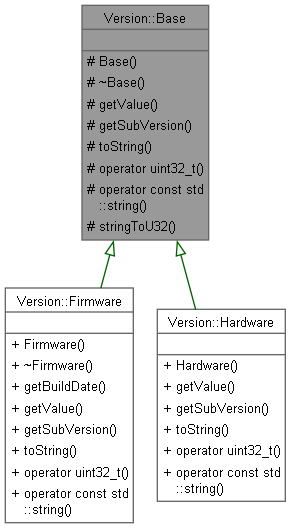 Version::Base
# Base()
# ~Base()
# getValue()
# getSubVersion()
# toString()
# operator uint32_t()
# operator const std
::string()
# stringToU32()
Version::Firmware
+ Firmware()
+ ~Firmware()
+ getBuildDate()
+ getValue()
+ getSubVersion()
+ toString()
+ operator uint32_t()
+ operator const std
::string()
Version::Hardware
+ Hardware()
+ getValue()
+ getSubVersion()
+ toString()
+ operator uint32_t()
+ operator const std
::string()